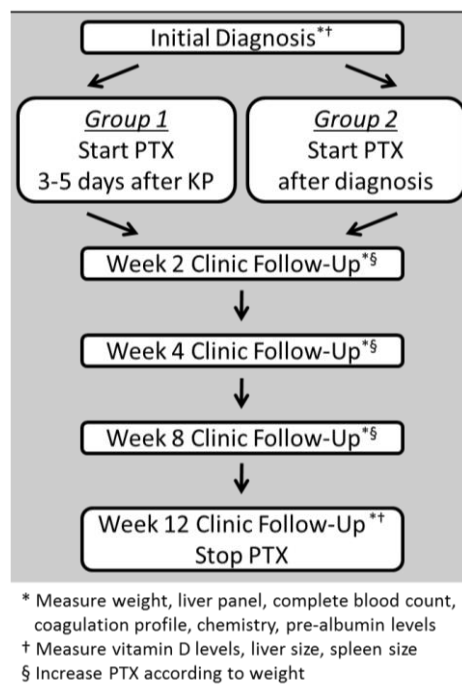 Initial Diagnosis*†
Group 1
Start PTX
3-5 days after KP
Group 2
Start PTX
after diagnosis
Week 2 Clinic Follow-Up*§
Week 4 Clinic Follow-Up*§
Week 8 Clinic Follow-Up*§
Week 12 Clinic Follow-Up*†
Stop PTX
* Measure weight, liver panel, complete blood count,
coagulation profile, chemistry, pre-albumin levels
† Measure vitamin D levels, liver size, spleen size
§ Increase PTX according to weight